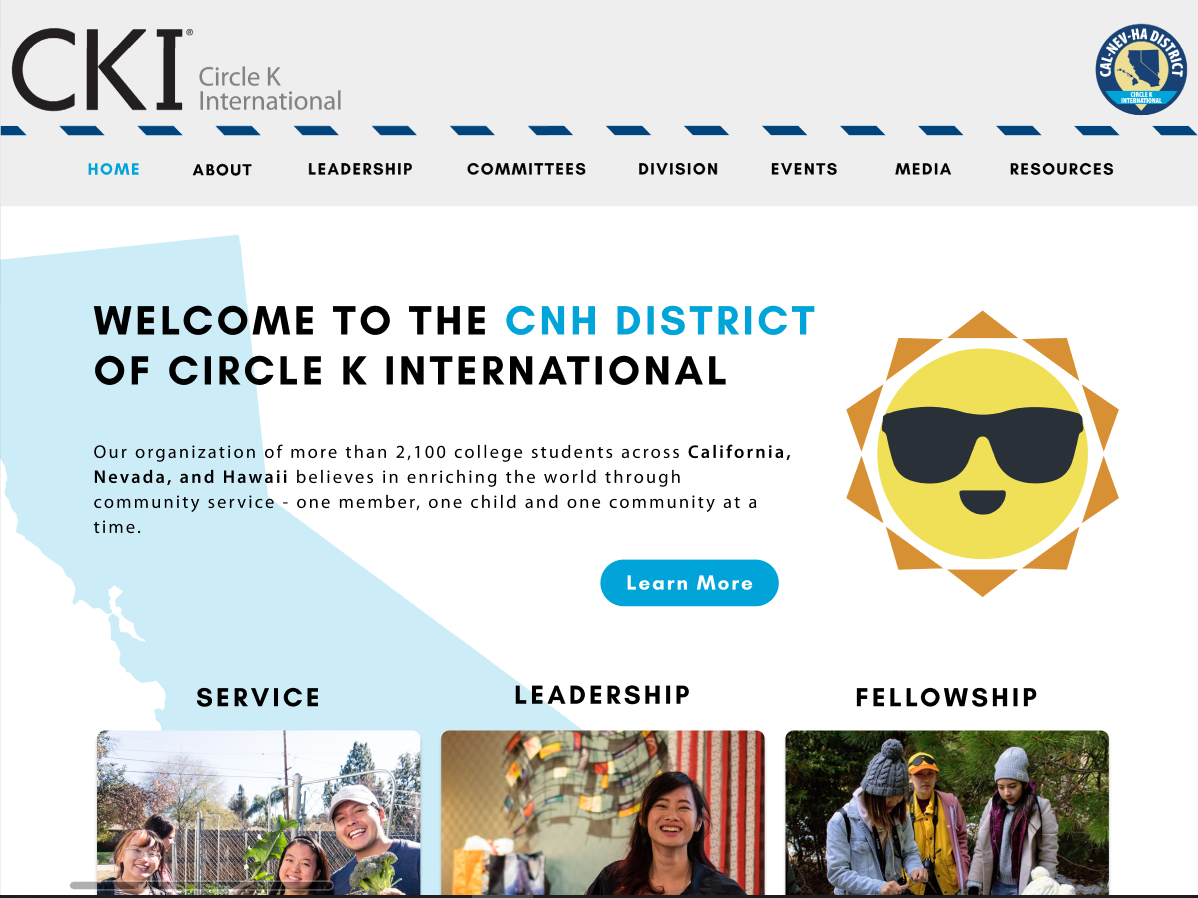 CKI®
Circle K
International
CAL-NEV-HA DISTRICT
CIRCLE K
INTERNATIONAL
HOME ABOUT LEADERSHIP COMMITTEES DIVISION EVENTS MEDIA RESOURCES
WELCOME TO THE CNH DISTRICT
OF CIRCLE K INTERNATIONAL
Our organization of more than 2,100 college students across California,
Nevada, and Hawaii believes in enriching the world through
community service - one member, one child and one community at a
time.
Learn More
SERVICE LEADERSHIP FELLOWSHIP